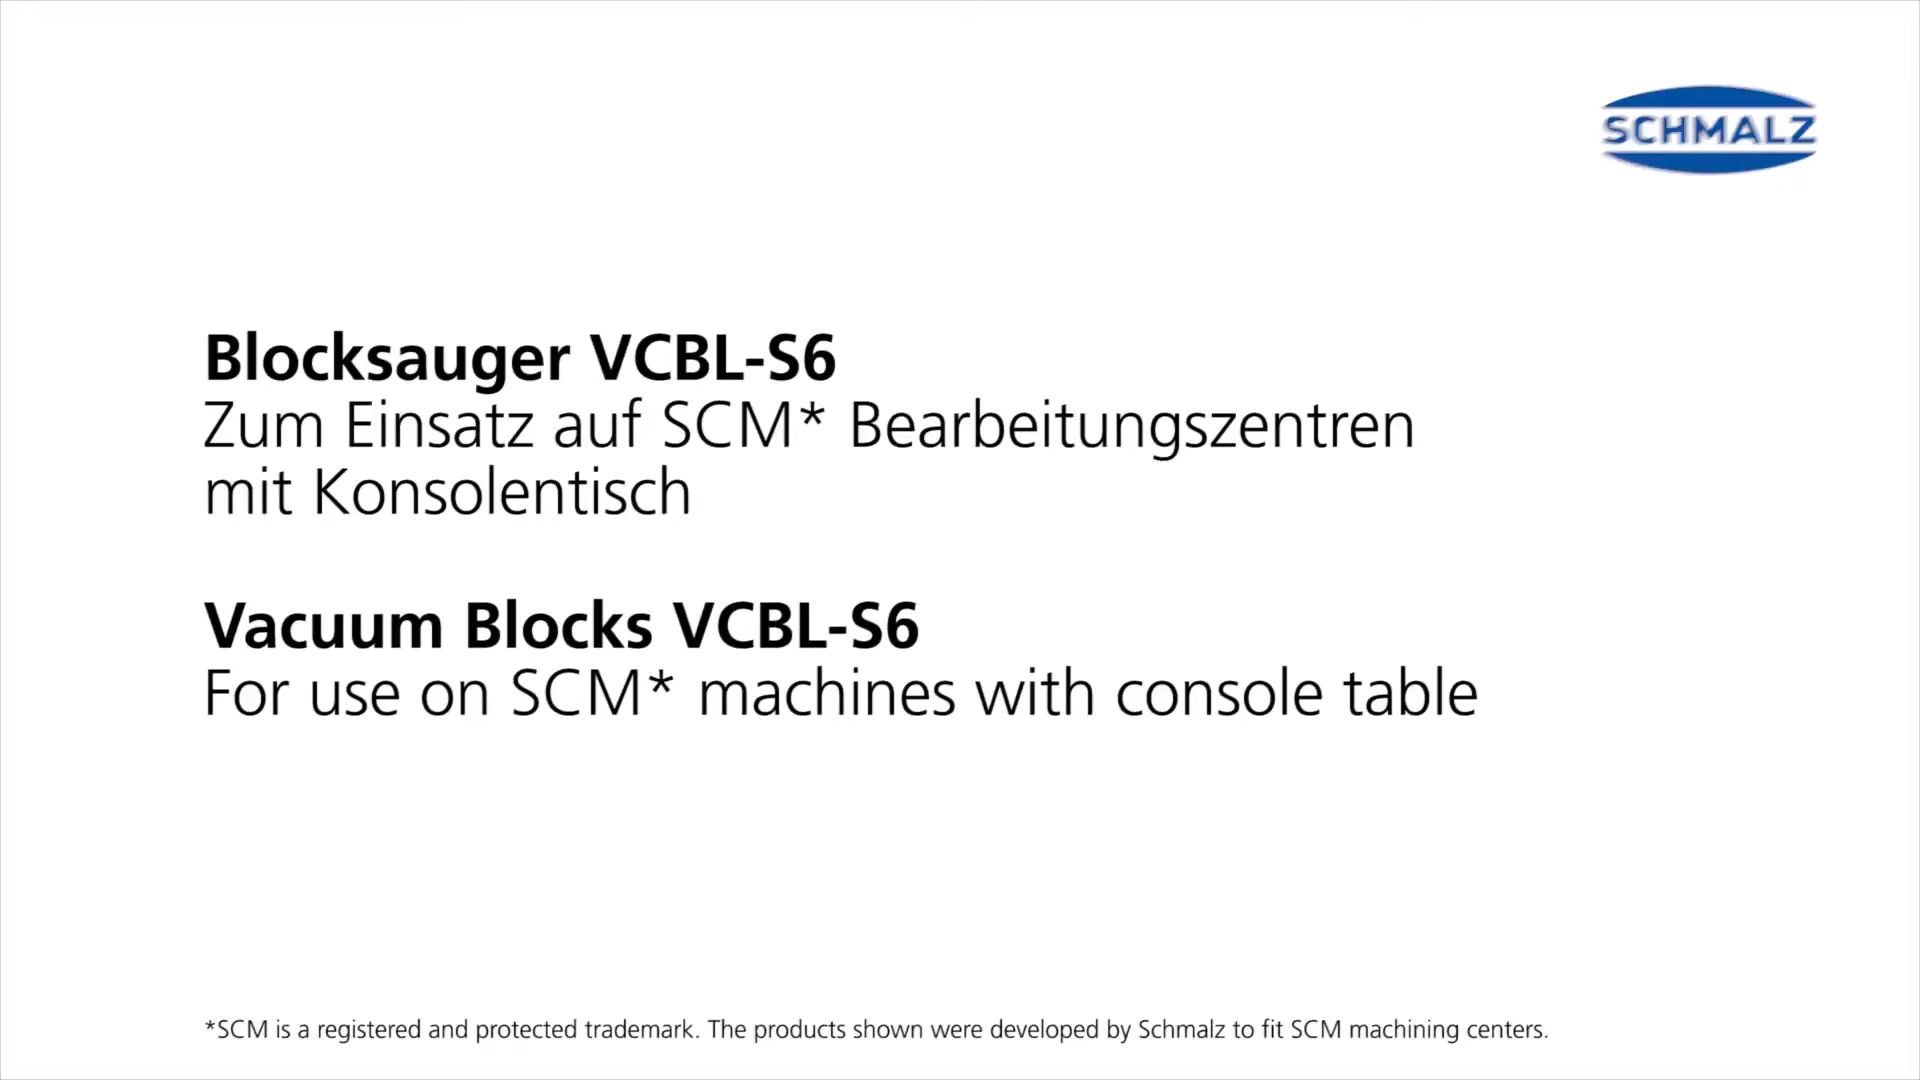 SCHMALZ
Blocksauger VCBL-S6
Zum Einsatz auf SCM* Bearbeitungszentren
mit Konsolentisch
Vacuum Blocks VCBL-S6
For use on SCM* machines with console table
*SCM is a registered and protected trademark. The products shown were developed by Schmalz to fit SCM machining centers.